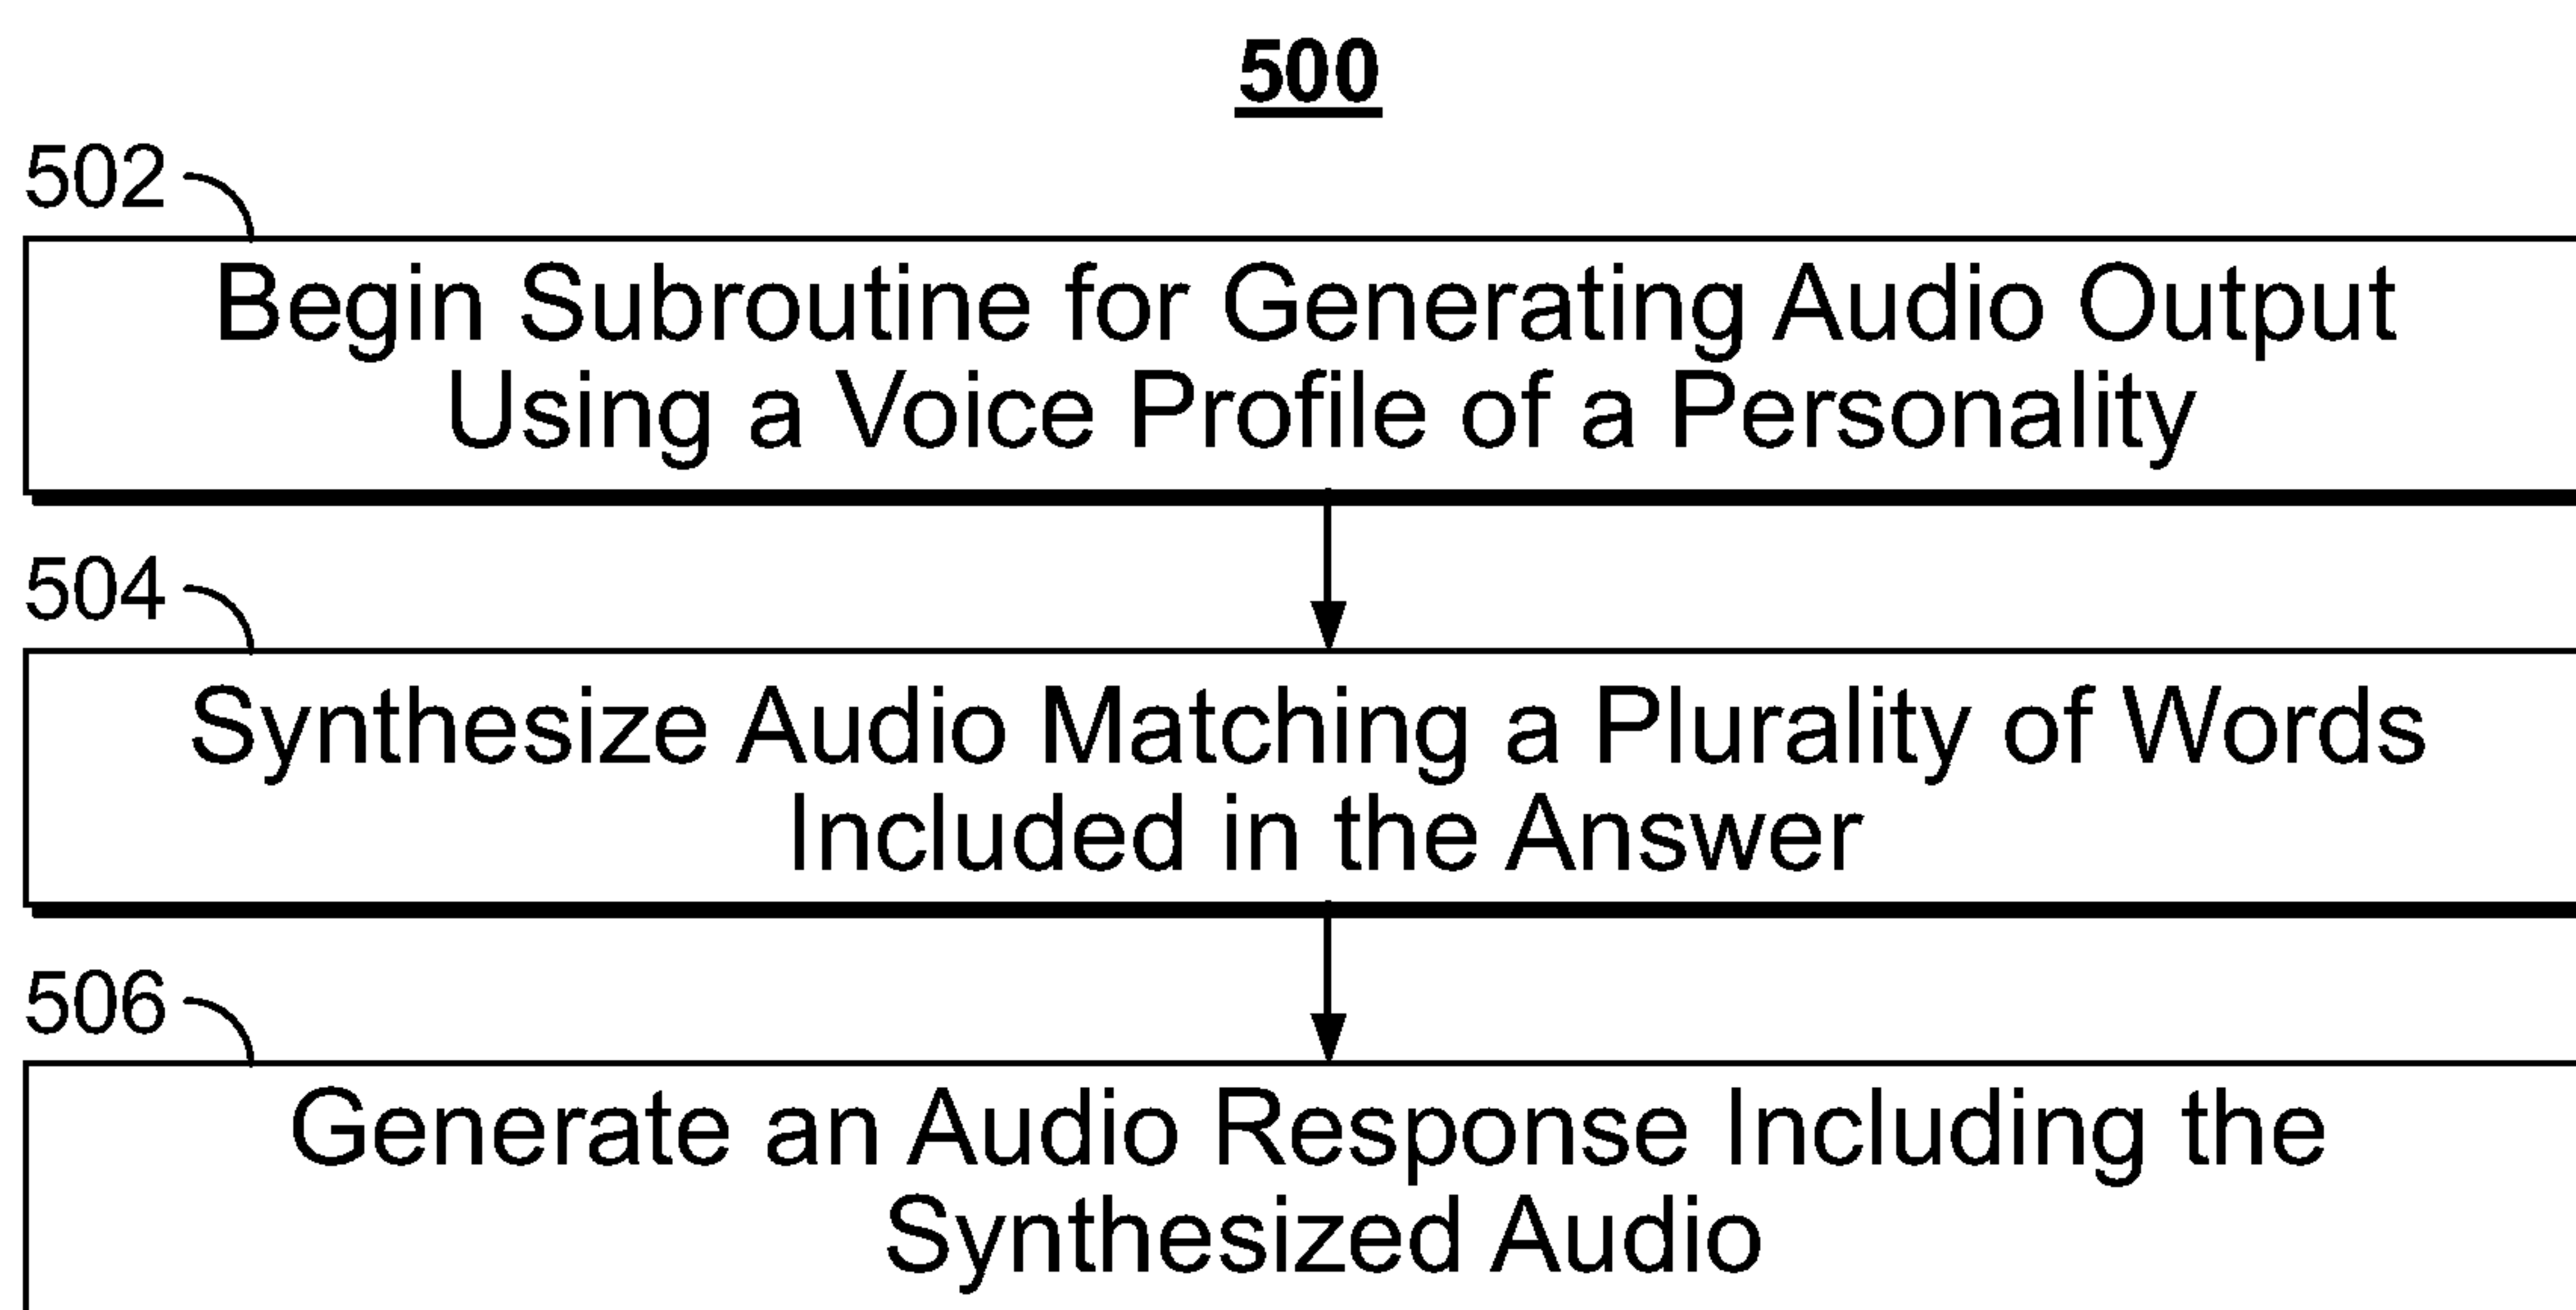 500
502
Begin Subroutine for Generating Audio Output
Using a Voice Profile of a Personality
504
Synthesize Audio Matching a Plurality of Words
Included in the Answer
506
Generate an Audio Response Including the
Synthesized Audio